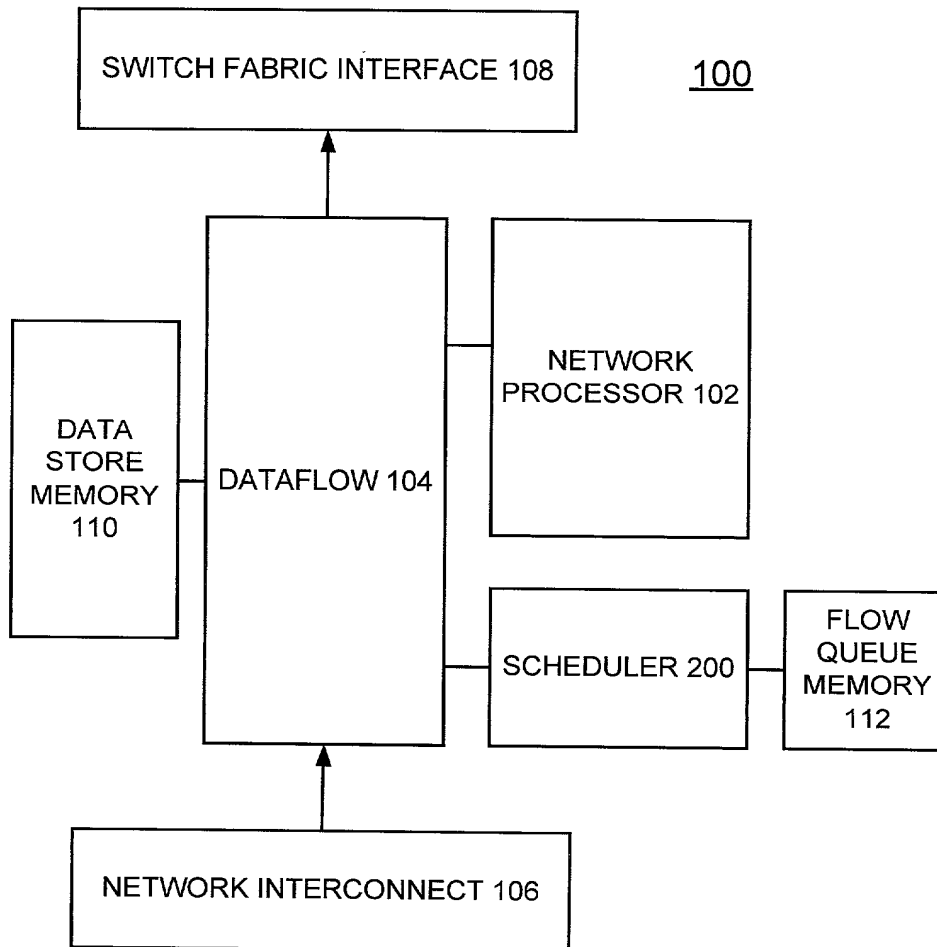 SWITCH FABRIC INTERFACE 108
100
NETWORK
PROCESSOR 102
DATA
STORE
MEMORY
110
DATAFLOW 104
SCHEDULER 200
FLOW
QUEUE
MEMORY
112
NETWORK INTERCONNECT 106